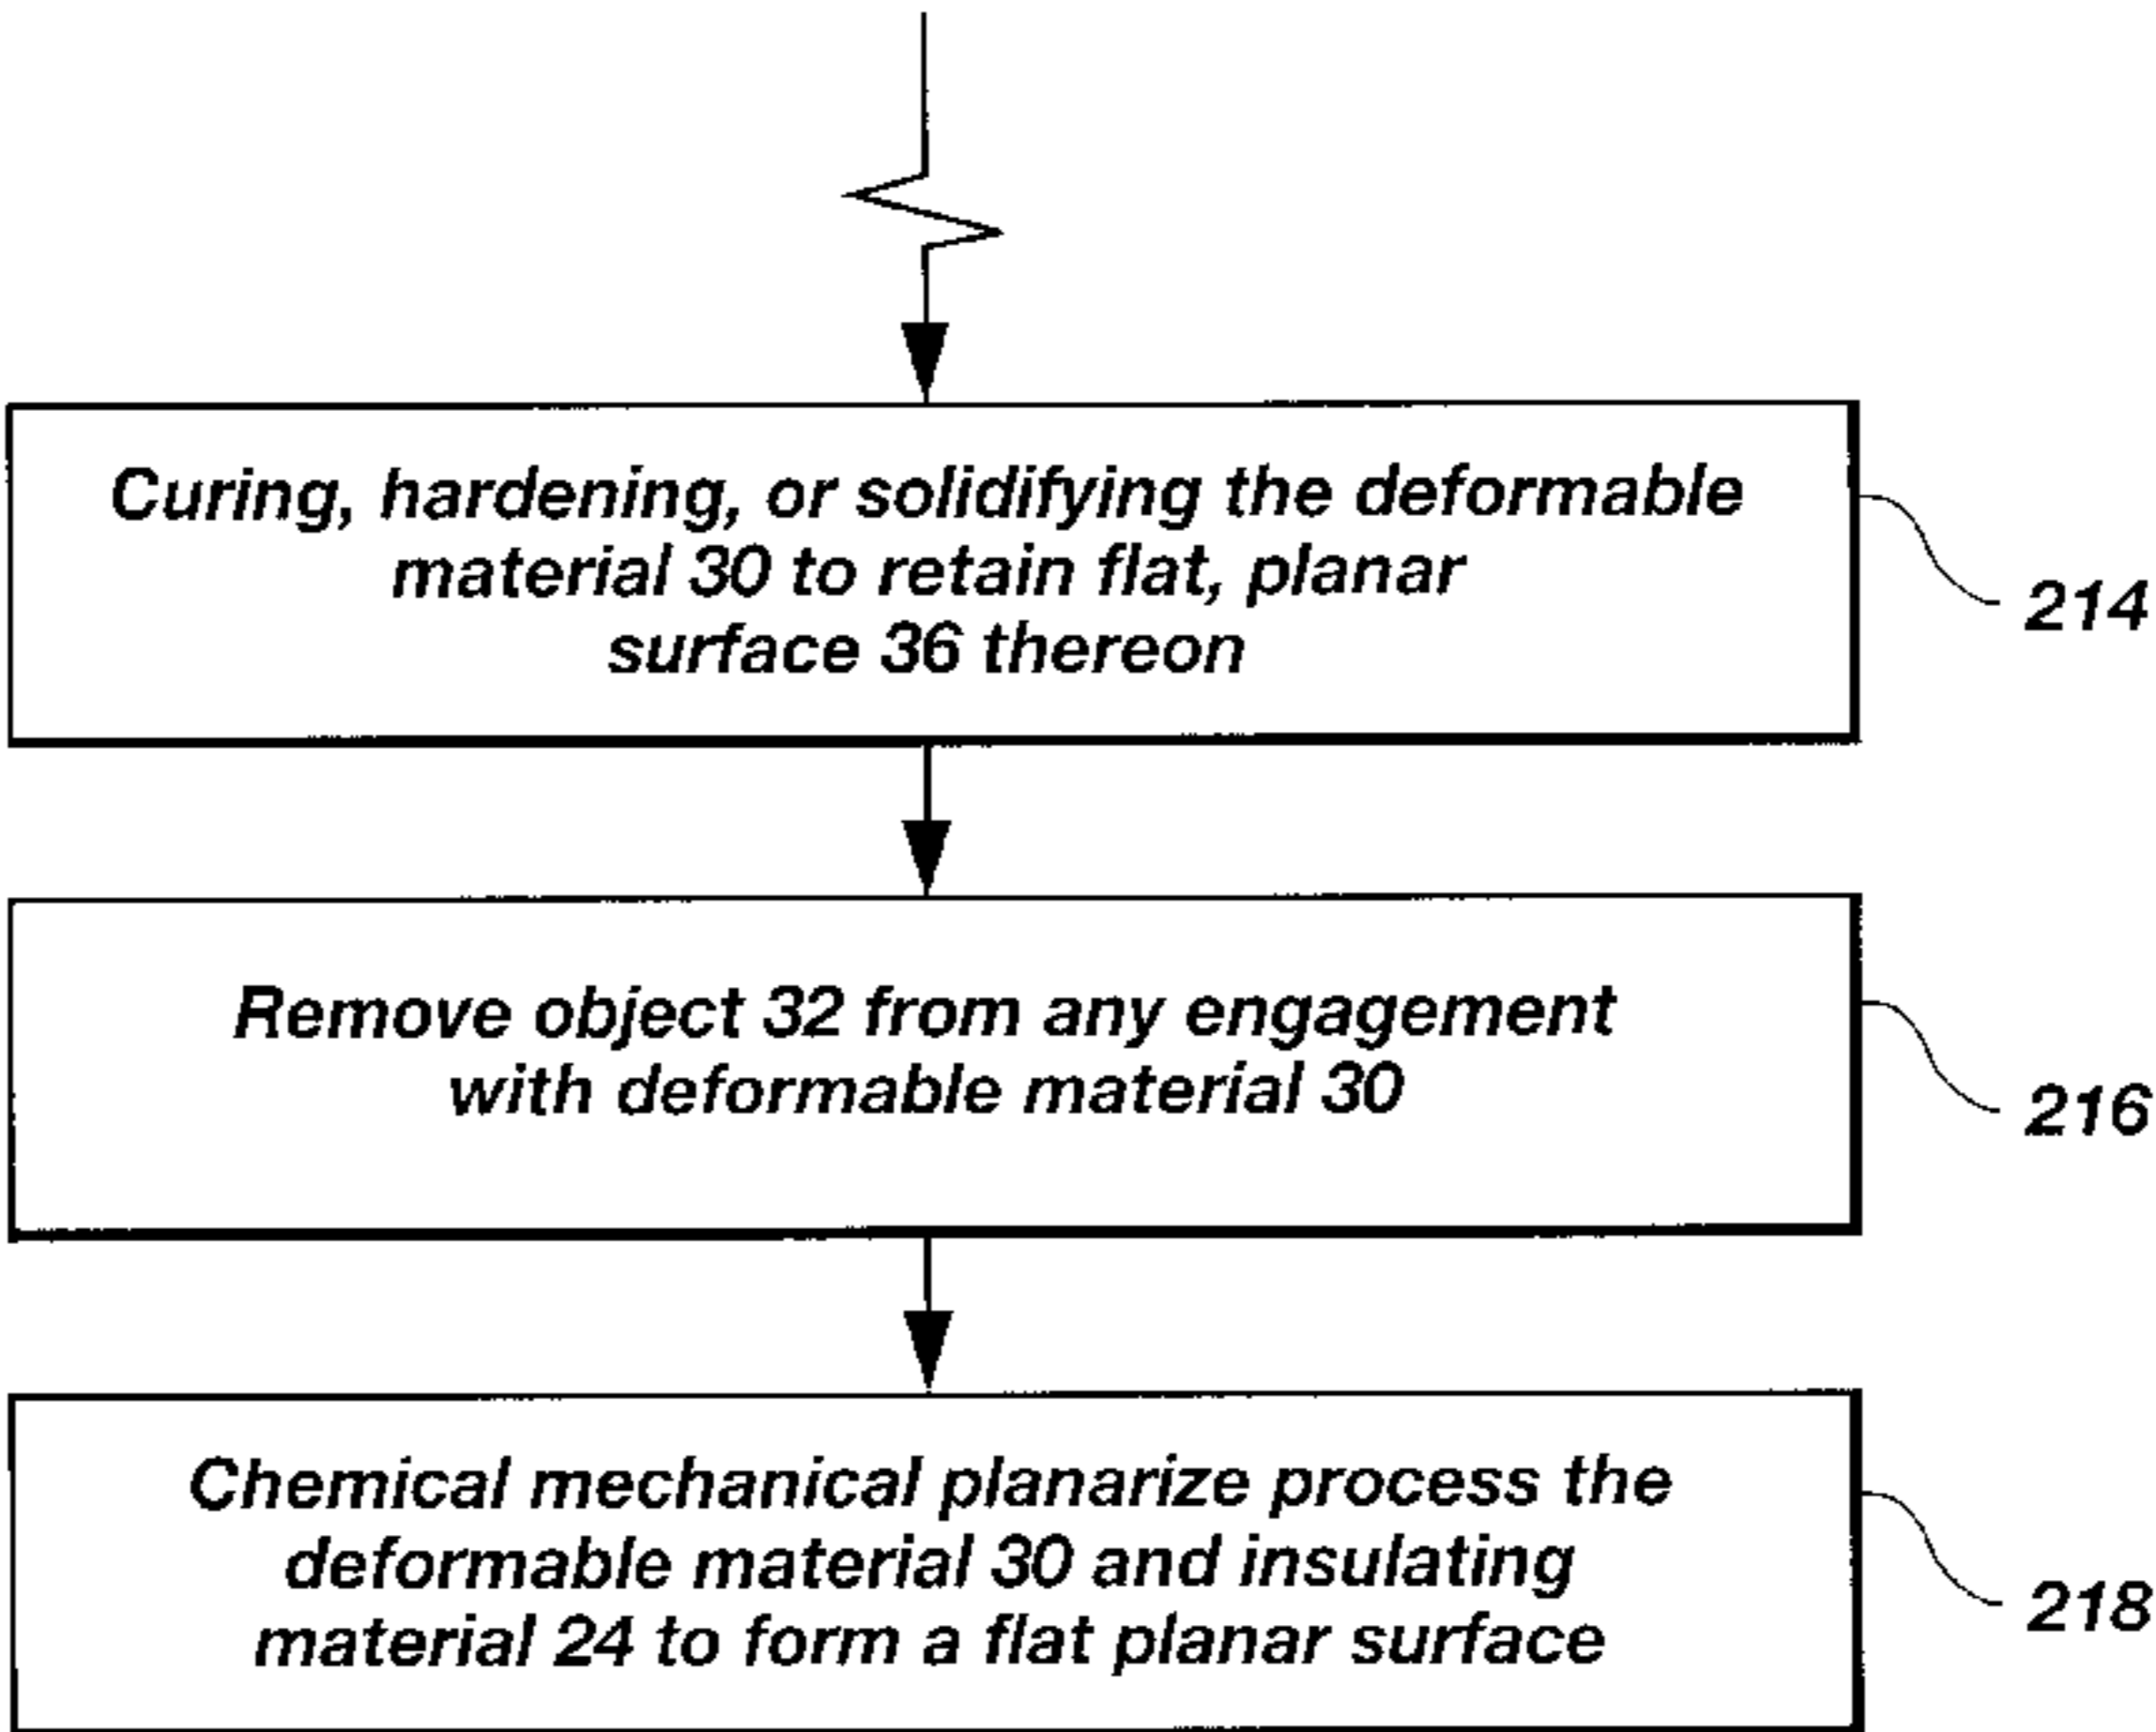 Curing, hardening, or solidifying the deformable
material 30 to retain flat, planar
surface 36 thereon
214
Remove object 32 from any engagement
with deformable material 30
216
Chemical mechanical planarize process the
deformable material 30 and insulating
material 24 to form a flat planar surface
218